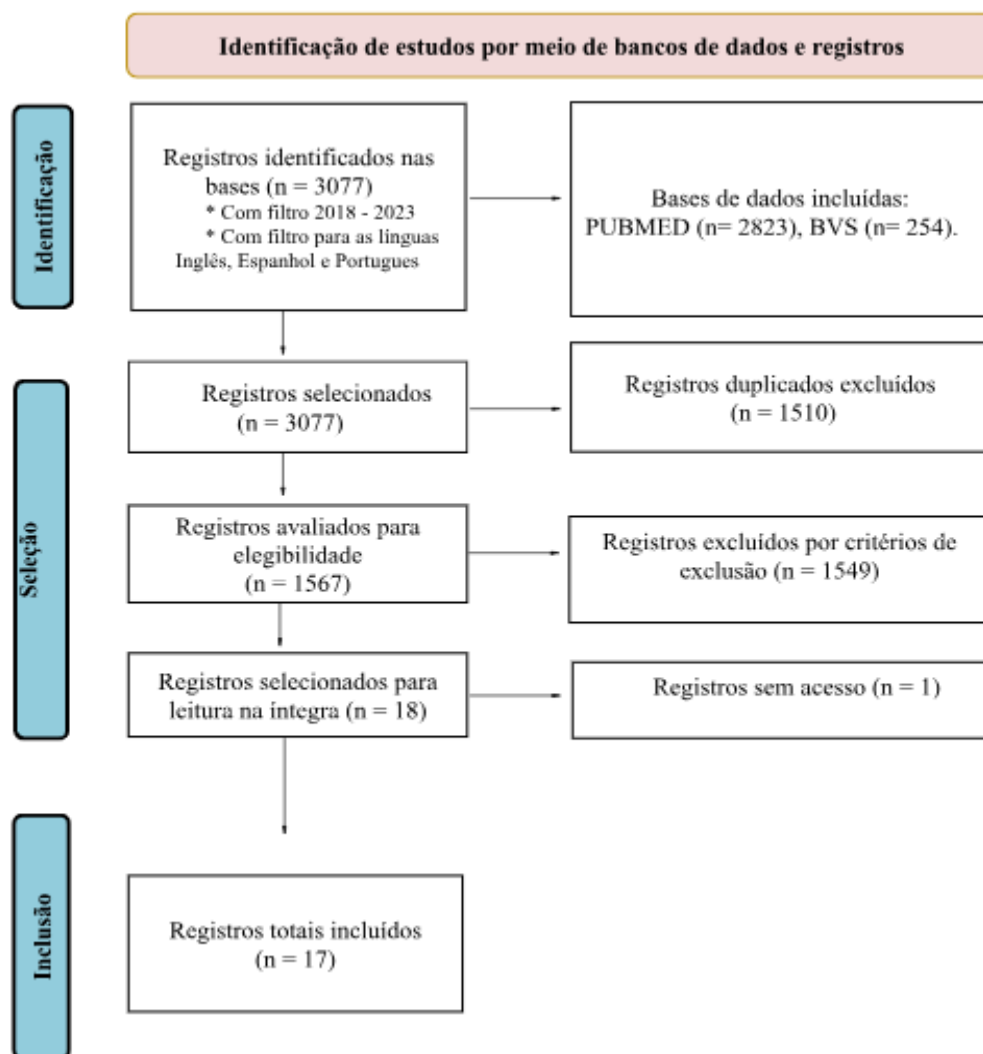 Identificação de estudos por meio de bancos de dados e registros
Identificação
Registros identificados nas
bases (n = 3077)
* Com filtro 2018 - 2023
* Com filtro para as línguas
Inglês, Espanhol e Portugues
Bases de dados incluídas:
PUBMED (n= 2823), BVS (n= 254).
Seleção
Registros selecionados
(n = 3077)
Registros duplicados excluídos
(n = 1510)
Registros avaliados para
elegibilidade
(n = 1567)
Registros excluídos por critérios de
exclusão (n = 1549)
Registros selecionados para
leitura na íntegra (n = 18)
Registros sem acesso (n = 1)
Inclusão
Registros totais incluídos
(n = 17)